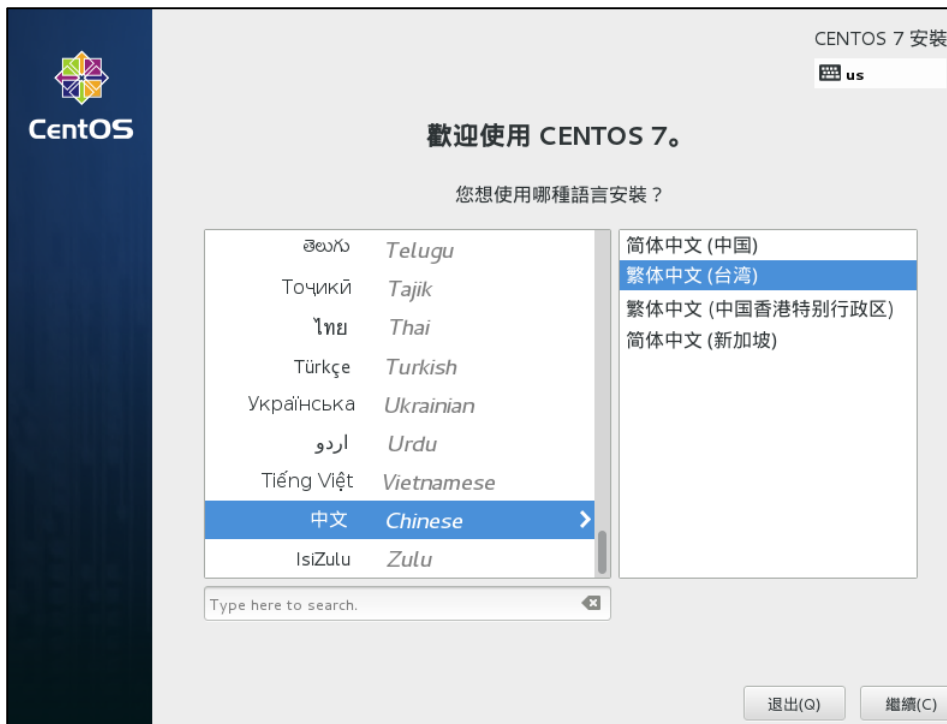 CENTOS 7 安裝
us
CentOS
歡迎使用 CENTOS 7。
您想使用哪種語言安裝？
తెలుగు Telugu
Тоҷикӣ Tajik
ไทย Thai
Türkçe Turkish
Українська Ukrainian
اردو Urdu
Tiếng Việt Vietnamese
中文 Chinese
IsiZulu Zulu
Type here to search.
简体中文 (中国)
繁体中文 (台湾)
繁体中文 (中国香港特别行政区)
简体中文 (新加坡)
退出(Q)
繼續(C)